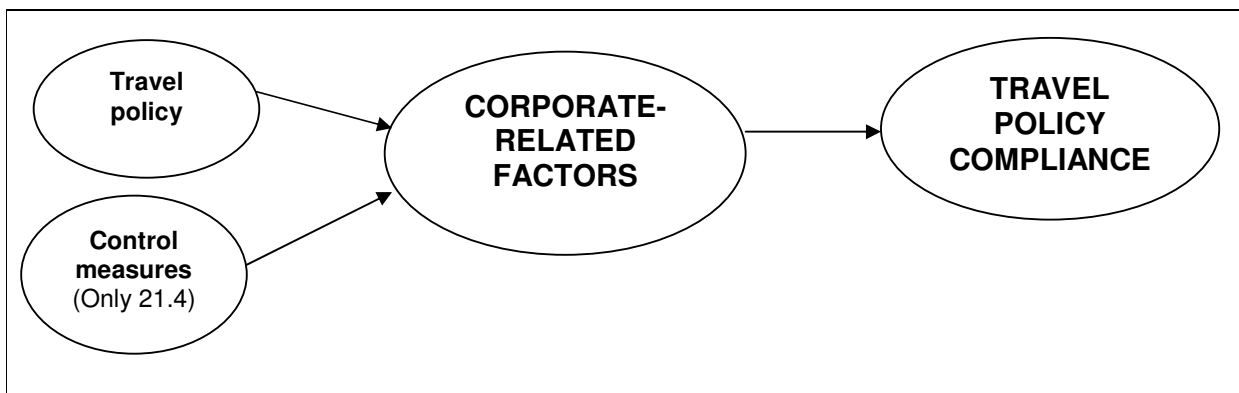 Travel
policy
Control
measures
(Only 21.4)
CORPORATE-
RELATED
FACTORS
TRAVEL
POLICY
COMPLIANCE